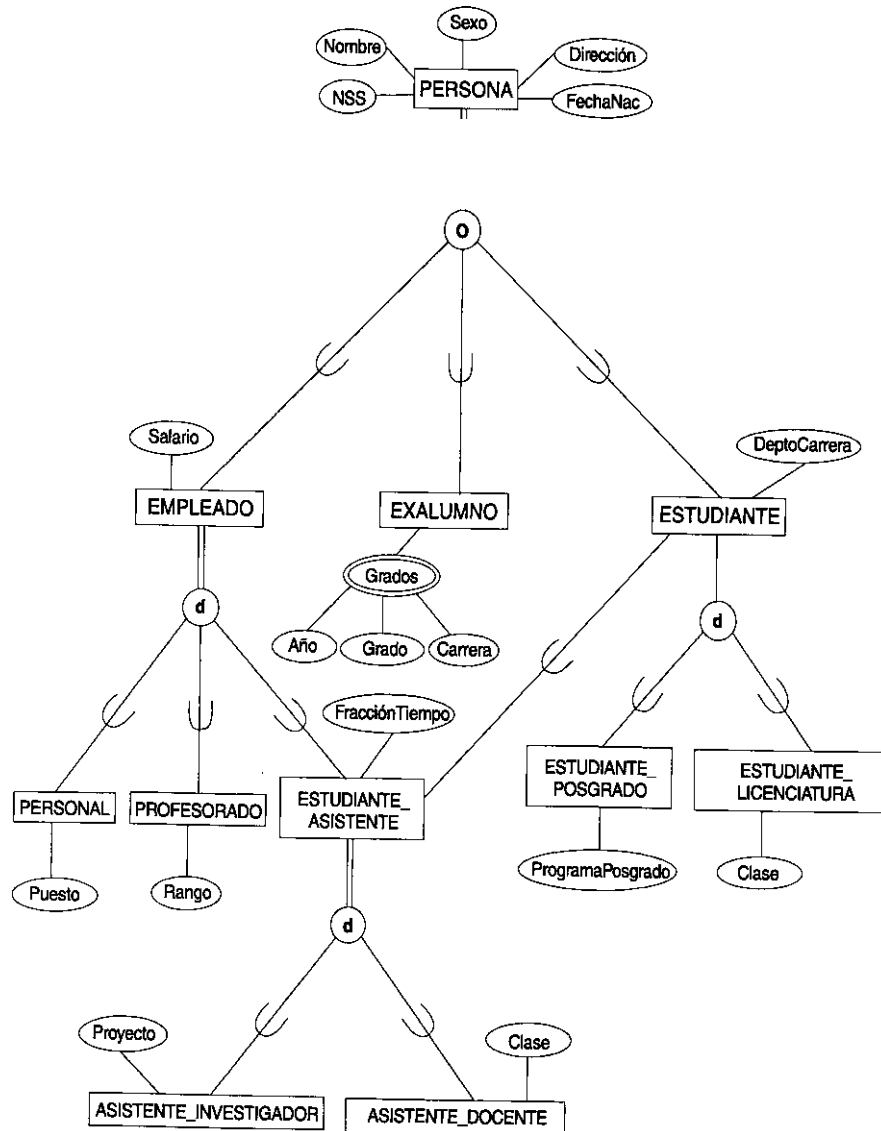 Sexo
Nombre
Dirección
PERSONA
NSS
FechaNac
O
Salario
DeptoCarrera
EMPLEADO
EXALUMNO
ESTUDIANTE
Grados
d
d
Año
Grado
Carrera
FracciónTiempo
PERSONAL
PROFESORADO
ESTUDIANTE_
ASISTENTE
ESTUDIANTE_
POSGRADO
ESTUDIANTE_
LICENCIATURA
Puesto
Rango
ProgramaPosgrado
Clase
d
Proyecto
Clase
ASISTENTE_INVESTIGADOR
ASISTENTE_DOCENTE